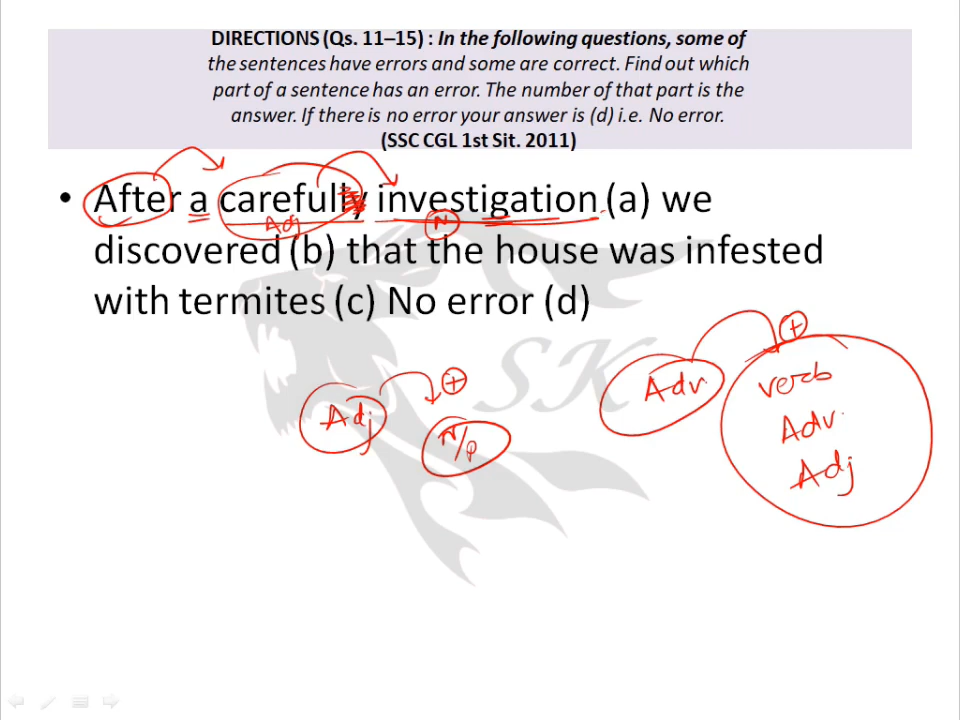 DIRECTIONS (Qs. 11–15) : In the following questions, some of
the sentences have errors and some are correct. Find out which
part of a sentence has an error. The number of that part is the
answer. If there is no error your answer is (d) i.e. No error.
(SSC CGL 1st Sit. 2011)
• After a carefully investigation (a) we
Adj N
discovered (b) that the house was infested
with termites (c) No error (d)
SK
Adj + N/P
Adv + verb
Adv.
Adj